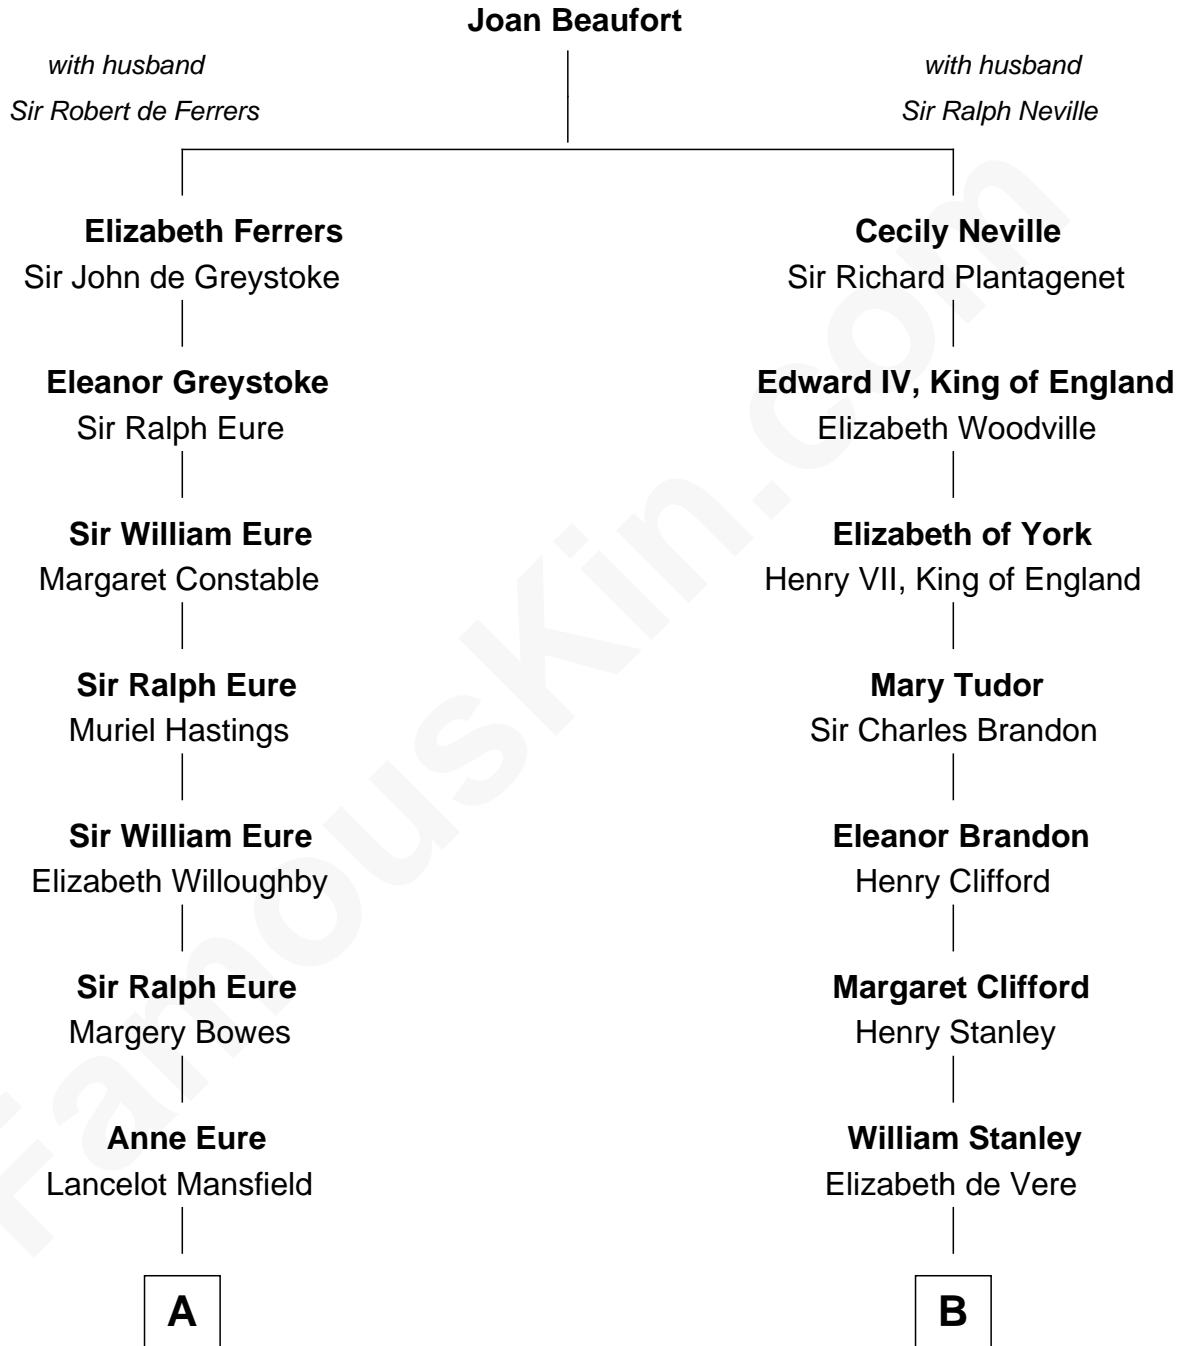 Joan Beaufort
with husband
Sir Robert de Ferrers
with husband
Sir Ralph Neville
Elizabeth Ferrers
Sir John de Greystoke
Cecily Neville
Sir Richard Plantagenet
Eleanor Greystoke
Sir Ralph Eure
Edward IV, King of England
Elizabeth Woodville
Sir William Eure
Margaret Constable
Elizabeth of York
Henry VII, King of England
Sir Ralph Eure
Muriel Hastings
Mary Tudor
Sir Charles Brandon
Sir William Eure
Elizabeth Willoughby
Eleanor Brandon
Henry Clifford
Sir Ralph Eure
Margery Bowes
Margaret Clifford
Henry Stanley
Anne Eure
Lancelot Mansfield
William Stanley
Elizabeth de Vere
A
B
FamousKin.com